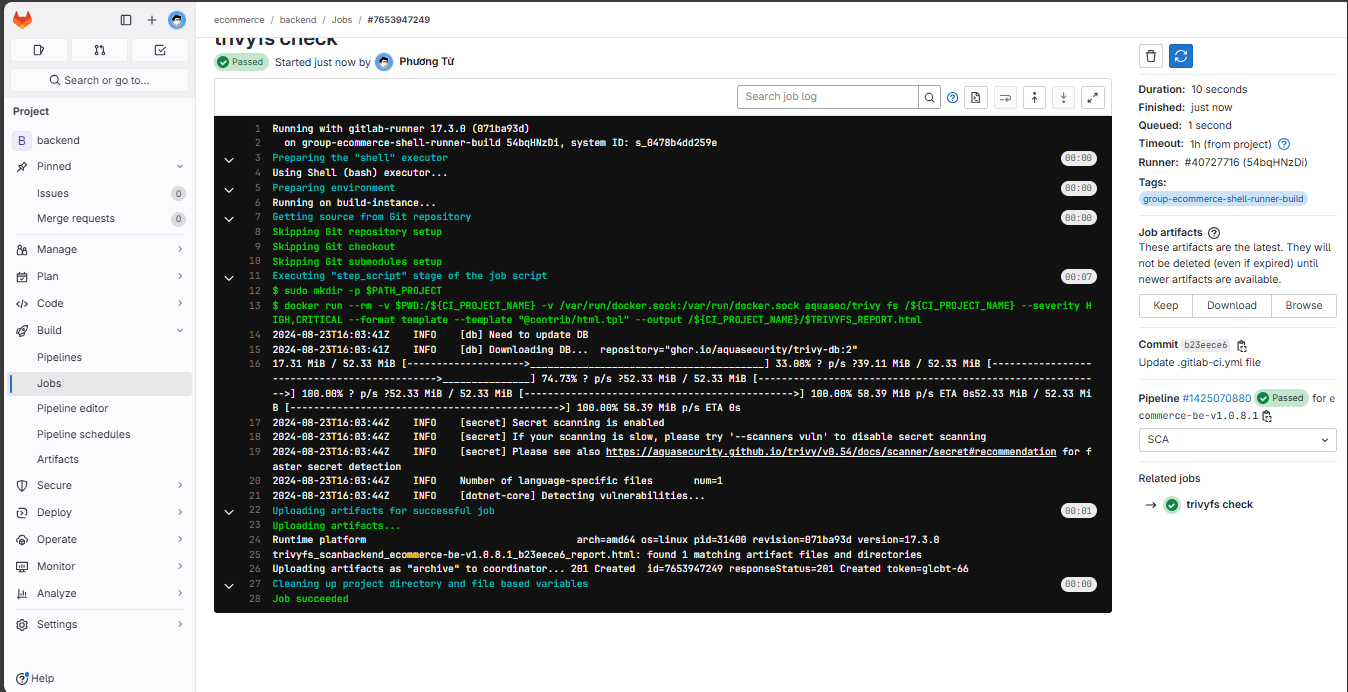 ecommerce / backend / Jobs / #7653947249
Search or go to...
Project
B backend
Pinned
Issues 0
Merge requests 0
Manage
Plan
Code
Build
Pipelines
Jobs
Pipeline editor
Pipeline schedules
Artifacts
Secure
Deploy
Operate
Monitor
Analyze
Settings
Help
trivyfs check
Passed Started just now by Phương Từ
Search job log
1 Running with gitlab-runner 17.3.0 (071ba93d)
2 on group-ecommerce-shell-runner-build 54bqHNzDi, system ID: s_0478b4dd259e
3 Preparing the "shell" executor 00:00
4 Using Shell (bash) executor...
5 Preparing environment 00:00
6 Running on build-instance...
7 Getting source from Git repository 00:00
8 Skipping Git repository setup
9 Skipping Git checkout
10 Skipping Git submodules setup
11 Executing "step_script" stage of the job script 00:07
12 $ sudo mkdir -p $PATH_PROJECT
13 $ docker run --rm -v $PWD:/${CI_PROJECT_NAME} -v /var/run/docker.sock:/var/run/docker.sock aquasec/trivy fs /${CI_PROJECT_NAME} --severity H
IGH,CRITICAL --format template --template "@contrib/html.tpl" --output /${CI_PROJECT_NAME}/$TRIVYFS_REPORT.html
14 2024-08-23T16:03:41Z INFO [db] Need to update DB
15 2024-08-23T16:03:41Z INFO [db] Downloading DB... repository="ghcr.io/aquasecurity/trivy-db:2"
16 17.31 MiB / 52.33 MiB [------------------->______________________________________] 33.08% ? p/s ?39.11 MiB / 52.33 MiB [-------------------
-------------------------->_______________] 74.73% ? p/s ?52.33 MiB / 52.33 MiB [----------------------------------------------------------
->] 100.00% ? p/s ?52.33 MiB / 52.33 MiB [---------------------------------------------->] 100.00% 58.39 MiB p/s ETA 0s52.33 MiB / 52.33 Mi
B [---------------------------------------------->] 100.00% 58.39 MiB p/s ETA 0s
17 2024-08-23T16:03:44Z INFO [secret] Secret scanning is enabled
18 2024-08-23T16:03:44Z INFO [secret] If your scanning is slow, please try '--scanners vuln' to disable secret scanning
19 2024-08-23T16:03:44Z INFO [secret] Please see also https://aquasecurity.github.io/trivy/v0.54/docs/scanner/secret#recommendation for f
aster secret detection
20 2024-08-23T16:03:44Z INFO Number of language-specific files num=1
21 2024-08-23T16:03:44Z INFO [dotnet-core] Detecting vulnerabilities...
22 Uploading artifacts for successful job 00:01
23 Uploading artifacts...
24 Runtime platform arch=amd64 os=linux pid=31400 revision=071ba93d version=17.3.0
25 trivyfs_scanbackend_ecommerce-be-v1.0.8.1_b23eece6_report.html: found 1 matching artifact files and directories
26 Uploading artifacts as "archive" to coordinator... 201 Created id=7653947249 responseStatus=201 Created token=glcbt-66
27 Cleaning up project directory and file based variables 00:00
28 Job succeeded
Duration: 10 seconds
Finished: just now
Queued: 1 second
Timeout: 1h (from project)
Runner: #40727716 (54bqHNzDi)
Tags:
group-ecommerce-shell-runner-build
Job artifacts
These artifacts are the latest. They will
not be deleted (even if expired) until
newer artifacts are available.
Keep Download Browse
Commit b23eece6
Update .gitlab-ci.yml file
Pipeline #1425070880 Passed for e
commerce-be-v1.0.8.1
SCA
Related jobs
→ trivyfs check